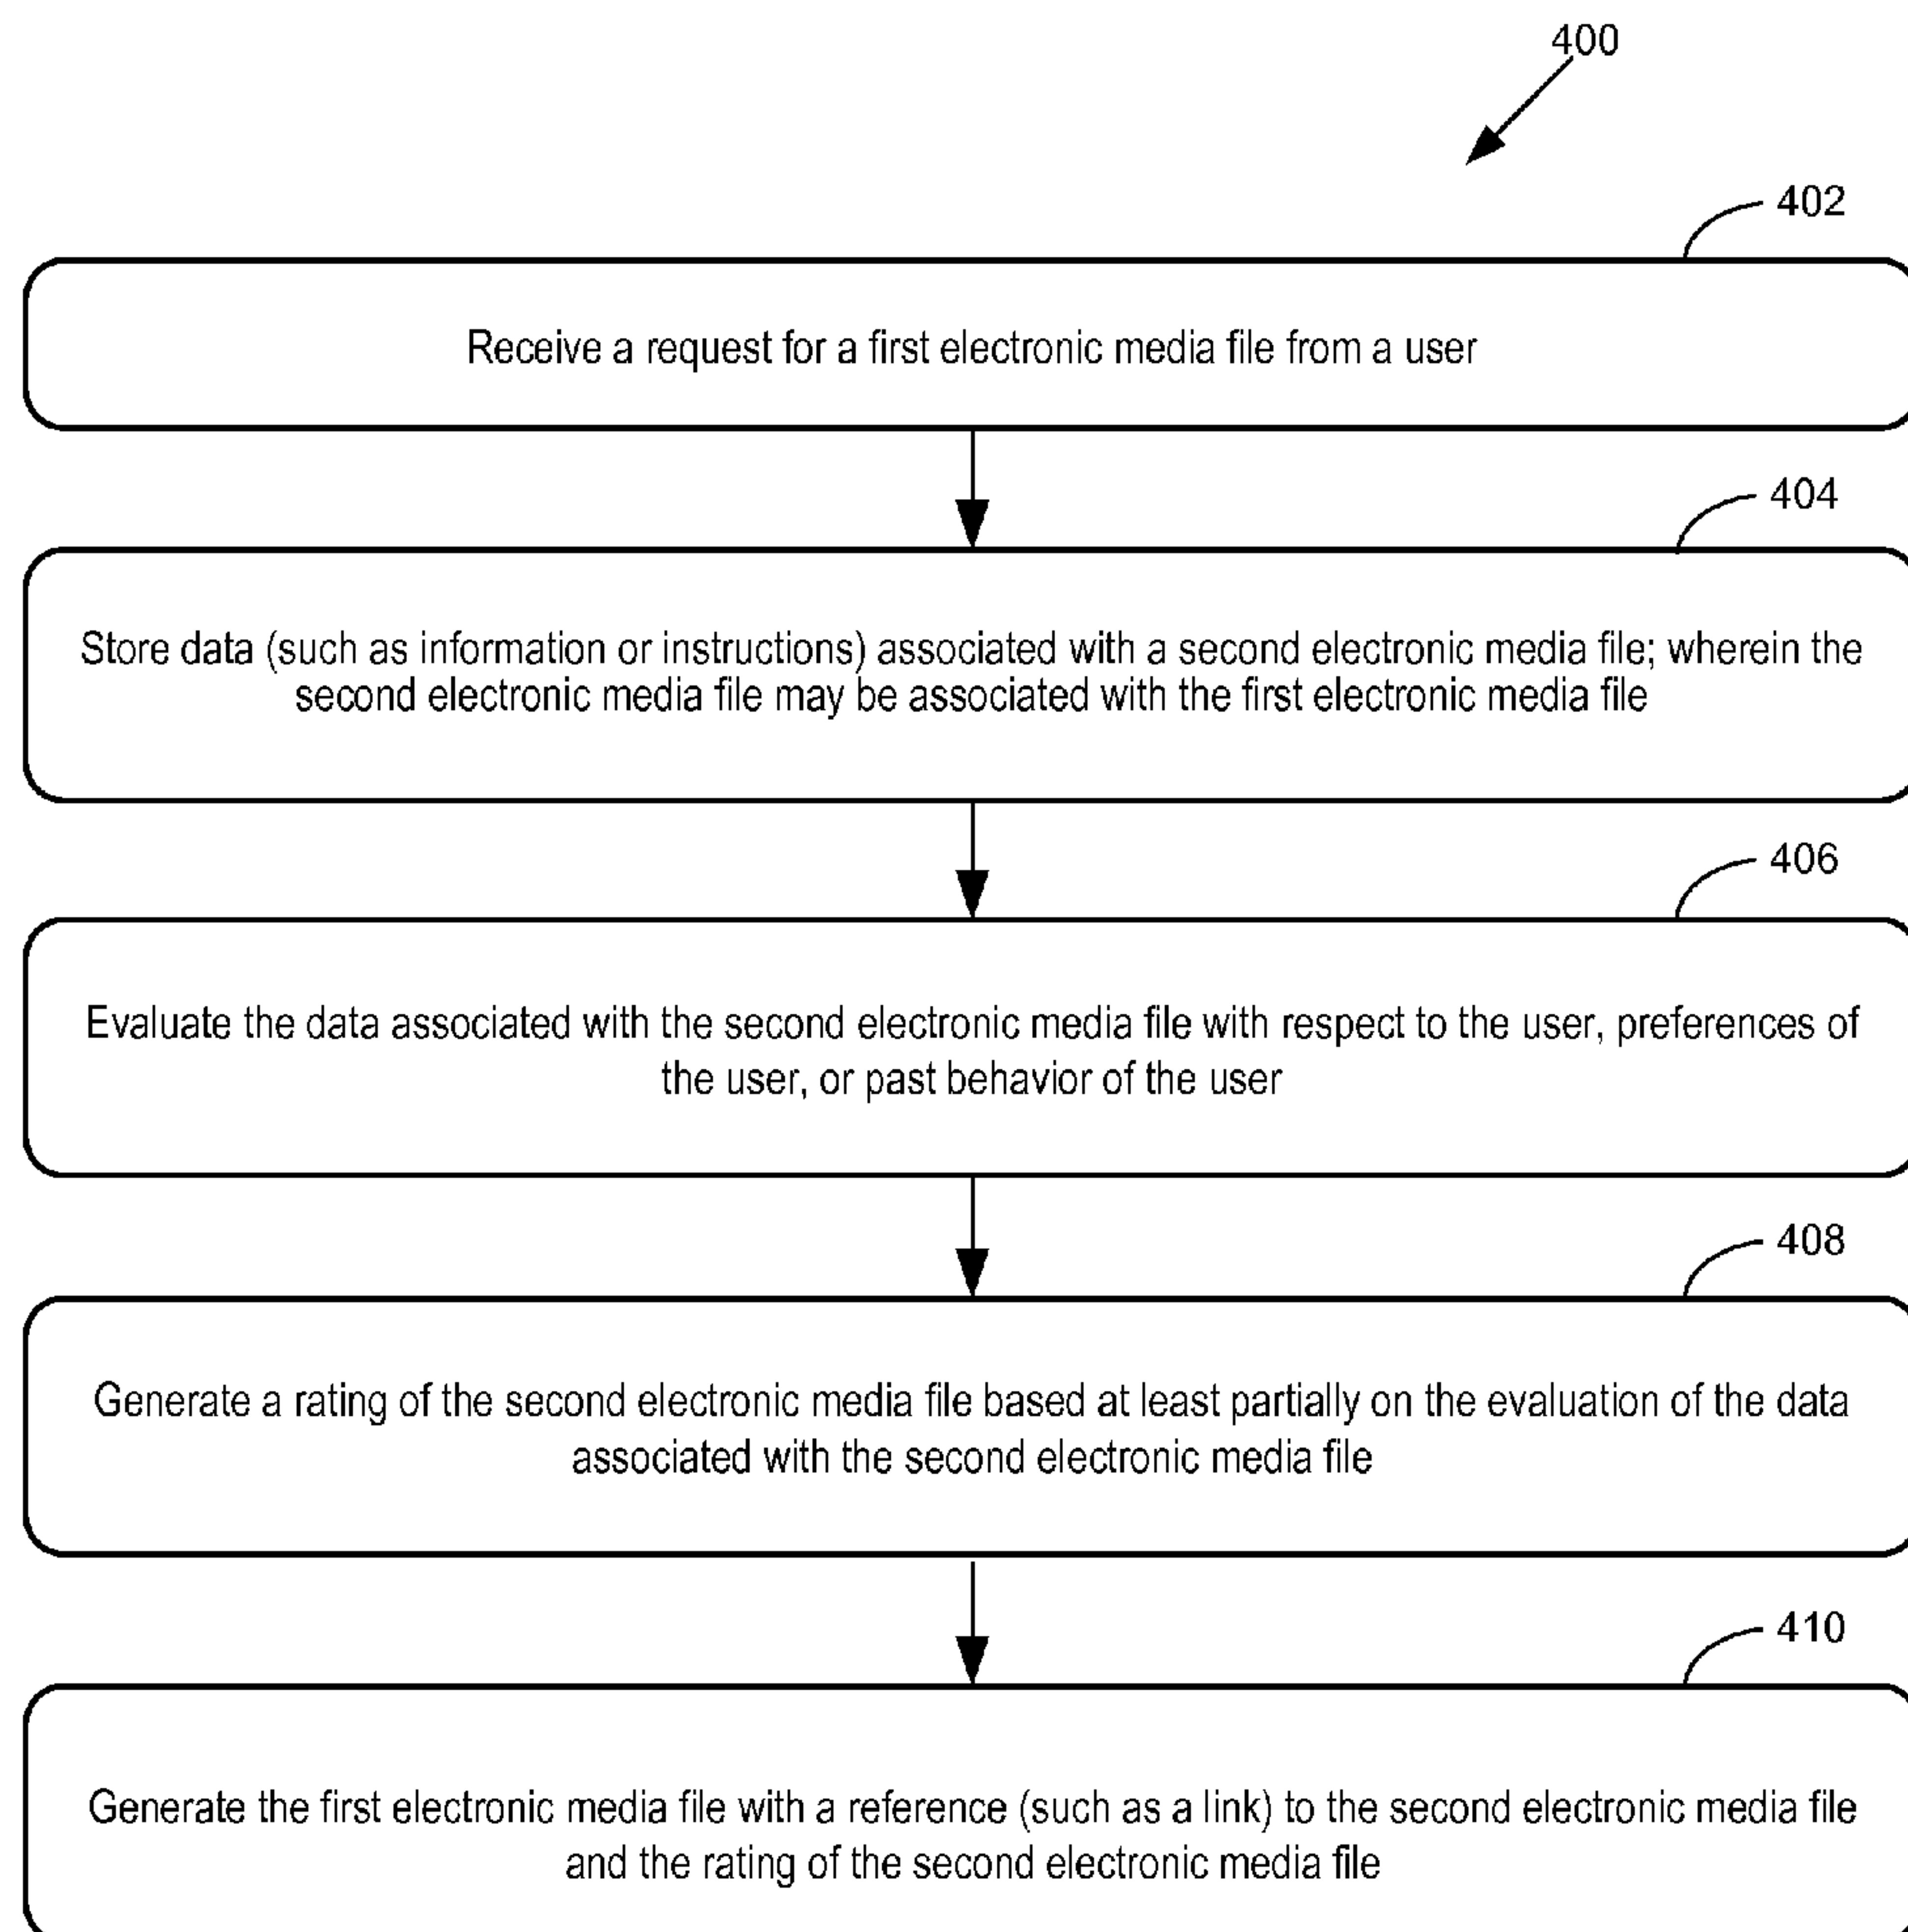 400
402
Receive a request for a first electronic media file from a user
404
Store data (such as information or instructions) associated with a second electronic media file; wherein the
second electronic media file may be associated with the first electronic media file
406
Evaluate the data associated with the second electronic media file with respect to the user, preferences of
the user, or past behavior of the user
408
Generate a rating of the second electronic media file based at least partially on the evaluation of the data
associated with the second electronic media file
410
Generate the first electronic media file with a reference (such as a link) to the second electronic media file
and the rating of the second electronic media file